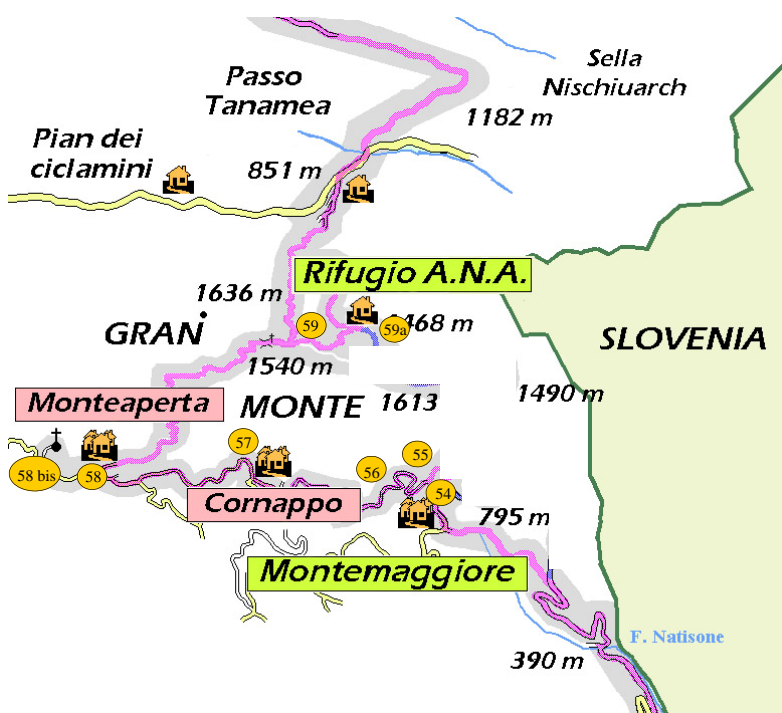 Sella
Nischiuarch
Passo
Tanamea
1182 m
Pian dei
ciclamini
851 m
Rifugio A.N.A.
1636 m
GRAN
59
59a
1468 m
SLOVENIA
1540 m
Monteaperta
MONTE
1613
1490 m
57
55
58 bis
58
56
54
Cornappo
795 m
Montemaggiore
F. Natisone
390 m